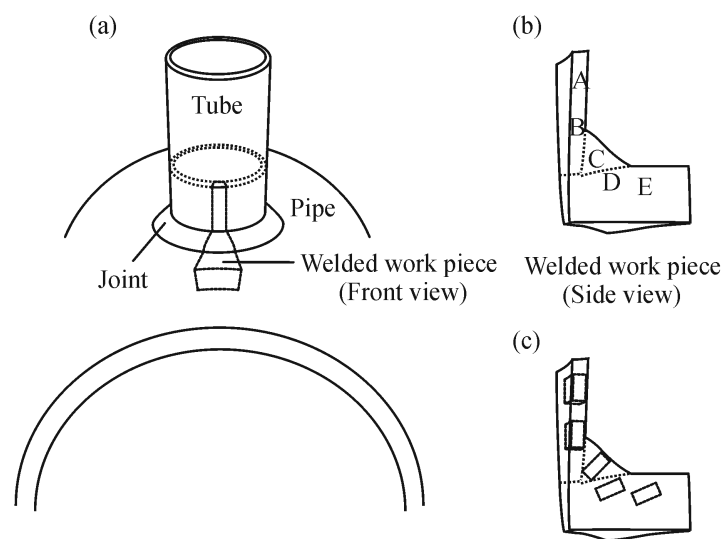 (a)
Tube
Pipe
Joint
Welded work piece
(Front view)
(b)
A
B
C
D
E
Welded work piece
(Side view)
(c)